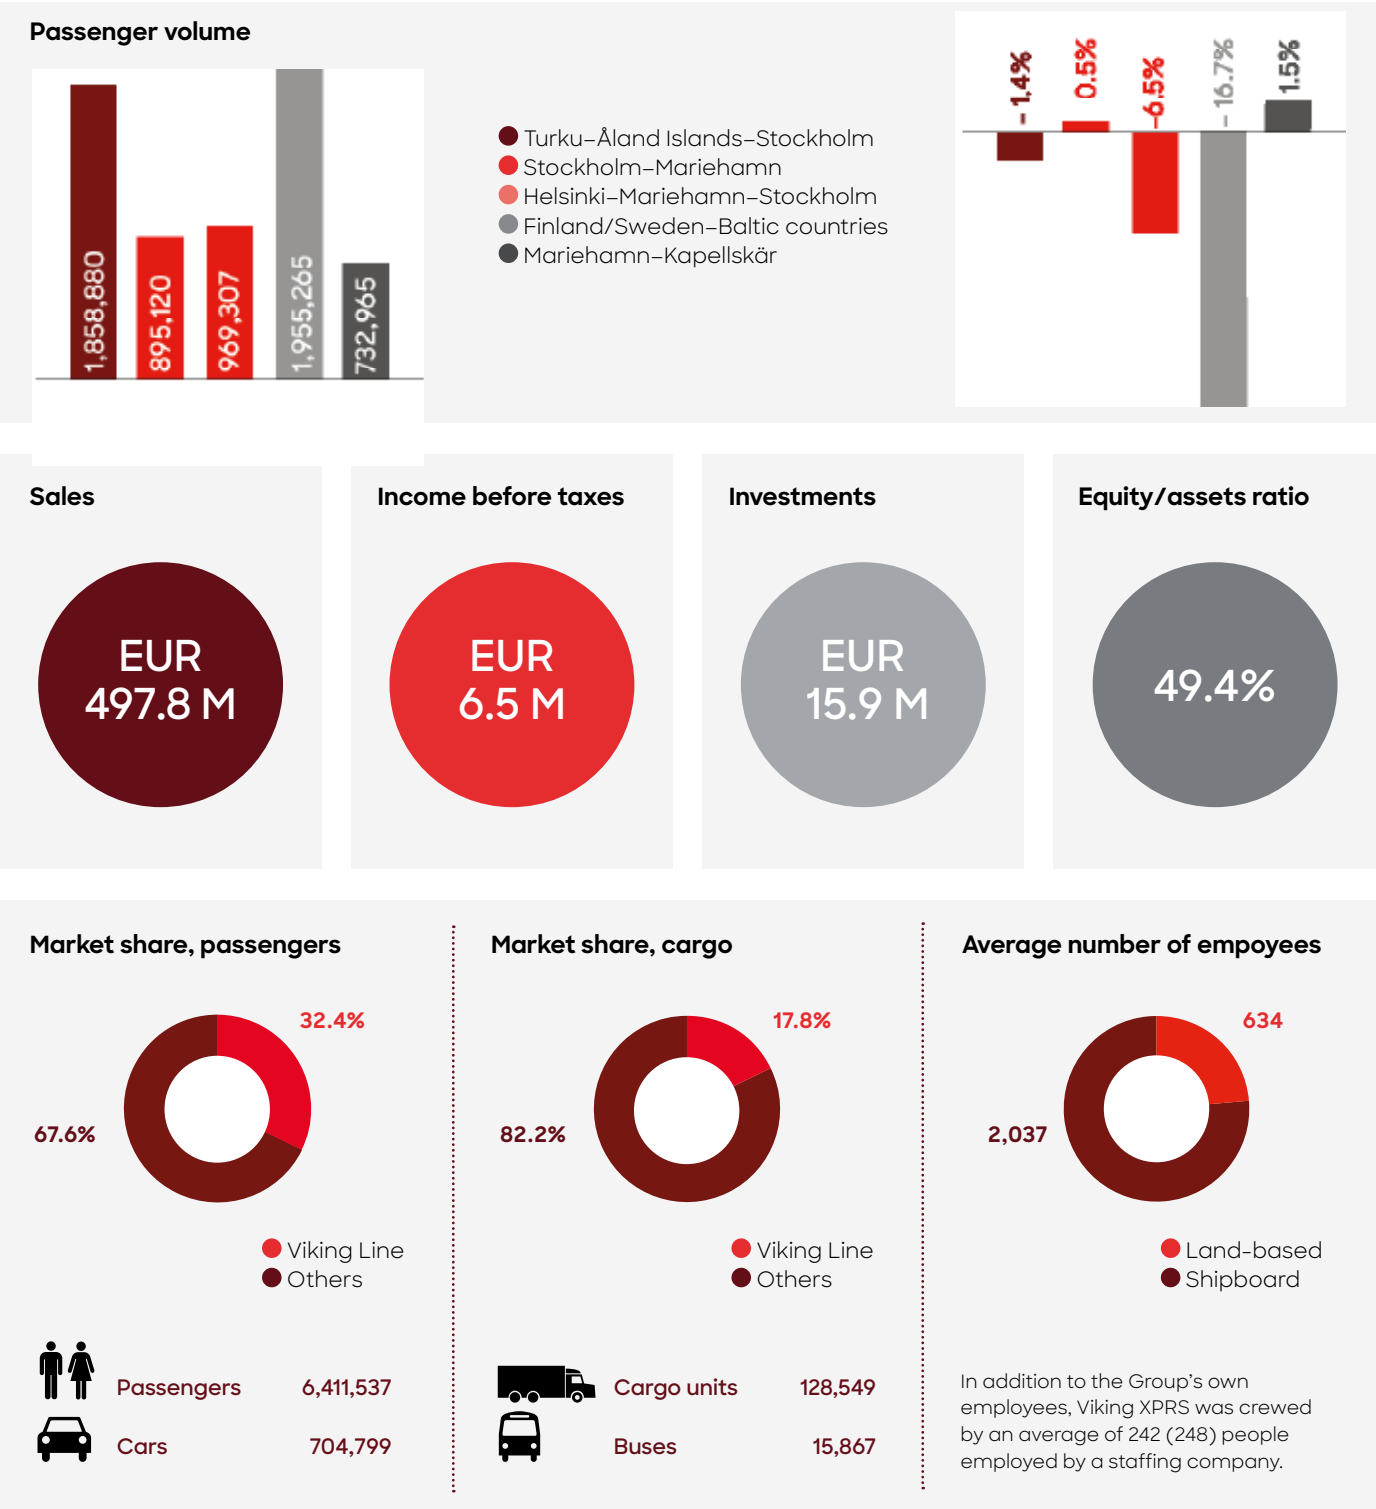 Passenger volume
1,858,880
895,120
969,307
1,955,265
732,965
Turku–Åland Islands–Stockholm
Stockholm–Mariehamn
Helsinki–Mariehamn–Stockholm
Finland/Sweden–Baltic countries
Mariehamn–Kapellskär
– 1.4%
0.5%
–6.5%
– 16.7%
1.5%
Sales
EUR
497.8 M
Income before taxes
EUR
6.5 M
Investments
EUR
15.9 M
Equity/assets ratio
49.4%
Market share, passengers
32.4%
67.6%
Viking Line
Others
Passengers 6,411,537
Cars 704,799
Market share, cargo
17.8%
82.2%
Viking Line
Others
Cargo units 128,549
Buses 15,867
Average number of empoyees
634
2,037
Land-based
Shipboard
In addition to the Group's own
employees, Viking XPRS was crewed
by an average of 242 (248) people
employed by a staffing company.